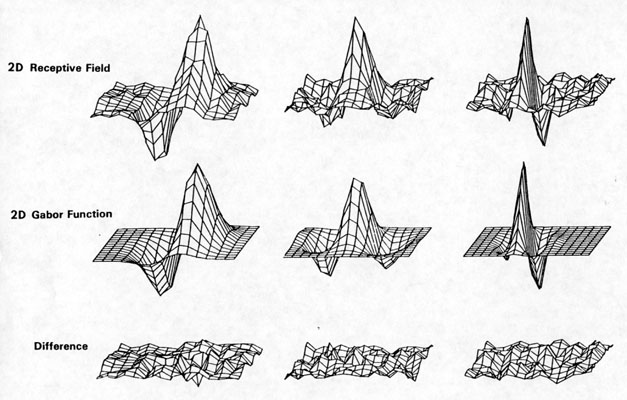 2D Receptive Field
2D Gabor Function
Difference